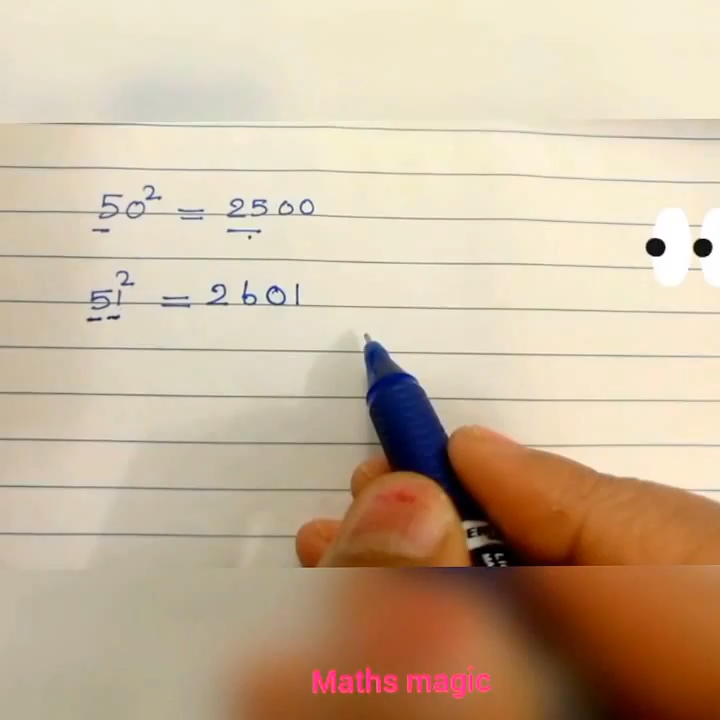 50² = 2500
51² = 2601
Maths magic